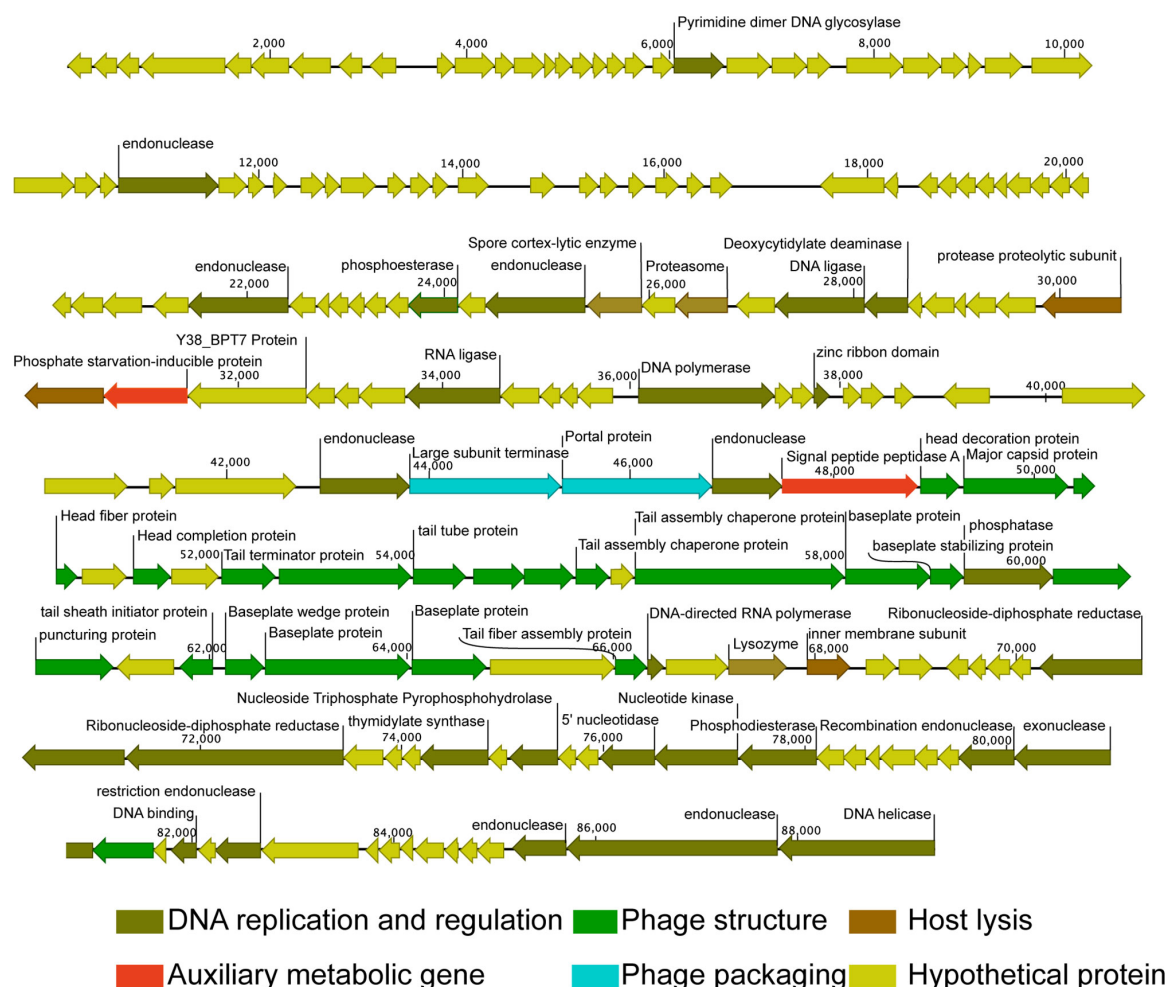 Pyrimidine dimer DNA glycosylase
2,000 4,000 6,000 8,000 10,000
endonuclease
12,000 14,000 16,000 18,000 20,000
Spore cortex-lytic enzyme Deoxycytidylate deaminase
endonuclease phosphoesterase endonuclease Proteasome DNA ligase protease proteolytic subunit
22,000 24,000 26,000 28,000 30,000
Y38_BPT7 Protein
Phosphate starvation-inducible protein RNA ligase DNA polymerase zinc ribbon domain
32,000 34,000 36,000 38,000 40,000
endonuclease Large subunit terminase Portal protein endonuclease Signal peptide peptidase A head decoration protein
Major capsid protein
42,000 44,000 46,000 48,000 50,000
Head fiber protein tail tube protein Tail assembly chaperone protein baseplate protein phosphatase
Head completion protein Tail terminator protein Tail assembly chaperone protein baseplate stabilizing protein
52,000 54,000 58,000 60,000
tail sheath initiator protein Baseplate wedge protein Baseplate protein DNA-directed RNA polymerase Ribonucleoside-diphosphate reductase
puncturing protein Baseplate protein Tail fiber assembly protein Lysozyme inner membrane subunit
62,000 64,000 66,000 68,000 70,000
Nucleoside Triphosphate Pyrophosphohydrolase Nucleotide kinase
Ribonucleoside-diphosphate reductase thymidylate synthase 5' nucleotidase Phosphodiesterase Recombination endonuclease exonuclease
72,000 74,000 76,000 78,000 80,000
restriction endonuclease
DNA binding endonuclease endonuclease DNA helicase
82,000 84,000 86,000 88,000
DNA replication and regulation Phage structure Host lysis
Auxiliary metabolic gene Phage packaging Hypothetical protein